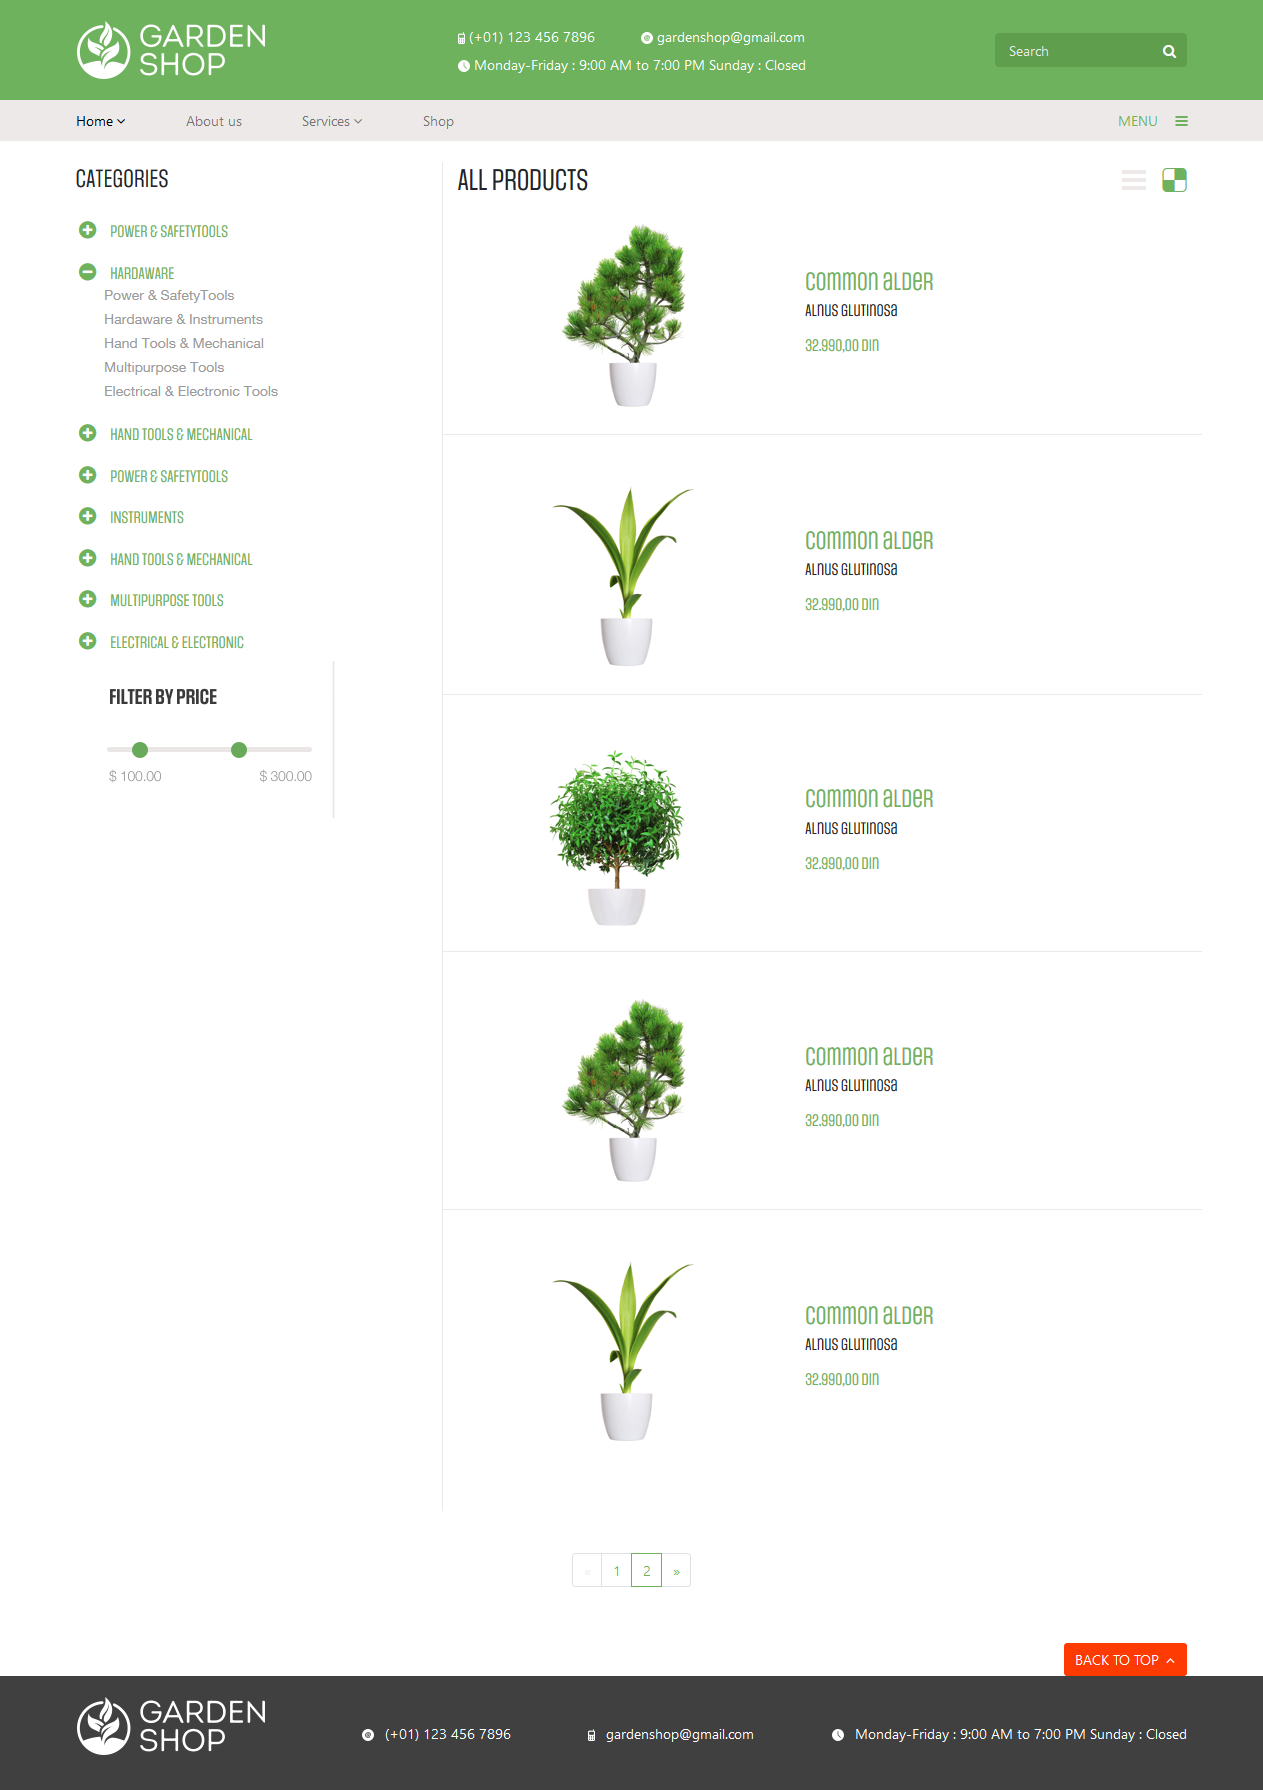 GARDEN
SHOP
(+01) 123 456 7896 gardenshop@gmail.com
Monday-Friday : 9:00 AM to 7:00 PM Sunday : Closed
Search
Home About us Services Shop MENU
CATEGORIES
POWER & SAFETYTOOLS
HARDAWARE
Power & SafetyTools
Hardaware & Instruments
Hand Tools & Mechanical
Multipurpose Tools
Electrical & Electronic Tools
HAND TOOLS & MECHANICAL
POWER & SAFETYTOOLS
INSTRUMENTS
HAND TOOLS & MECHANICAL
MULTIPURPOSE TOOLS
ELECTRICAL & ELECTRONIC
FILTER BY PRICE
$ 100.00 $ 300.00
ALL PRODUCTS
Common Alder
Alnus Glutinosa
32.990,00 Din
Common Alder
Alnus Glutinosa
32.990,00 Din
Common Alder
Alnus Glutinosa
32.990,00 Din
Common Alder
Alnus Glutinosa
32.990,00 Din
Common Alder
Alnus Glutinosa
32.990,00 Din
« 1 2 »
BACK TO TOP
GARDEN
SHOP
(+01) 123 456 7896 gardenshop@gmail.com Monday-Friday : 9:00 AM to 7:00 PM Sunday : Closed